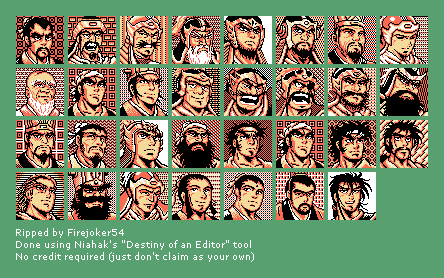 Ripped by Firejoker54
Done using Niahak's "Destiny of an Editor" tool
No credit required (just don't claim as your own)